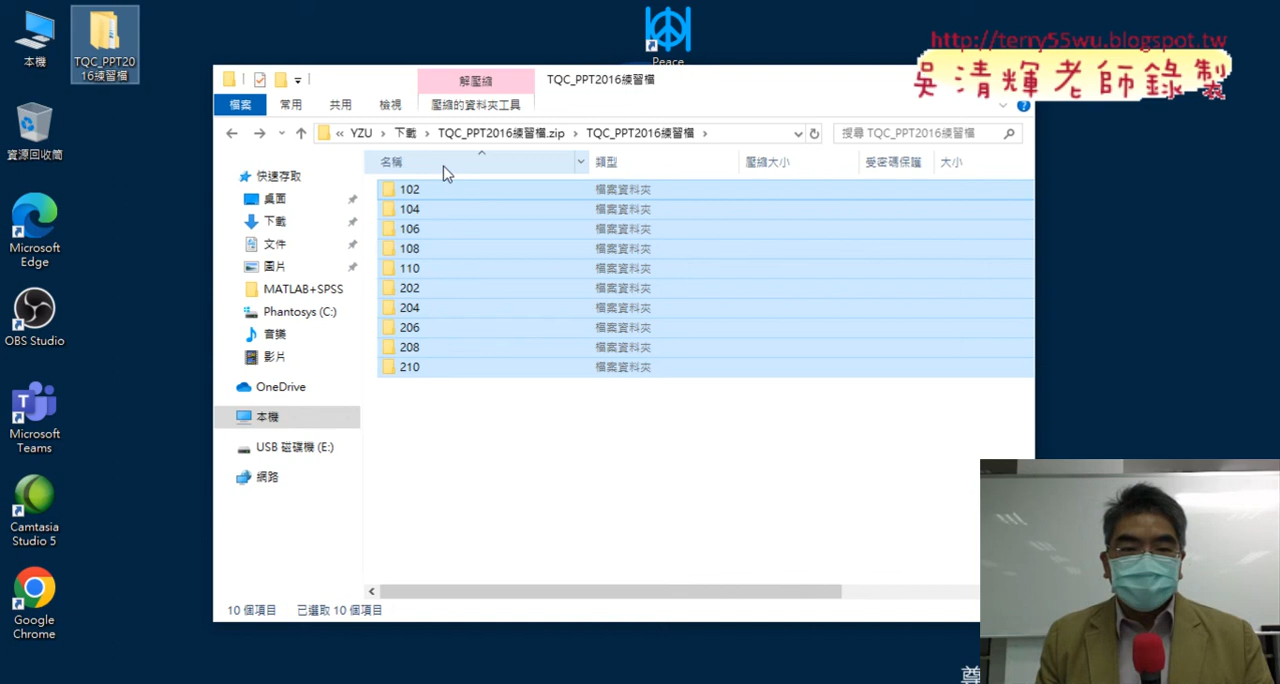 本機
TQC_PPT20
16練習檔
資源回收筒
Microsoft
Edge
OBS Studio
Microsoft
Teams
Camtasia
Studio 5
Google
Chrome
Peace
http://terry55wu.blogspot.tw
吳清輝老師錄製
解壓縮
TQC_PPT2016練習檔
檔案
常用
共用
檢視
壓縮的資料夾工具
« YZU › 下載 › TQC_PPT2016練習檔.zip › TQC_PPT2016練習檔 ›
搜尋 TQC_PPT2016練習檔
名稱
類型
壓縮大小
受密碼保護
大小
快速存取
桌面
下載
文件
圖片
MATLAB+SPSS
Phantosys (C:)
音樂
影片
OneDrive
本機
USB 磁碟機 (E:)
網路
102 檔案資料夾
104 檔案資料夾
106 檔案資料夾
108 檔案資料夾
110 檔案資料夾
202 檔案資料夾
204 檔案資料夾
206 檔案資料夾
208 檔案資料夾
210 檔案資料夾
10 個項目
已選取 10 個項目
尊